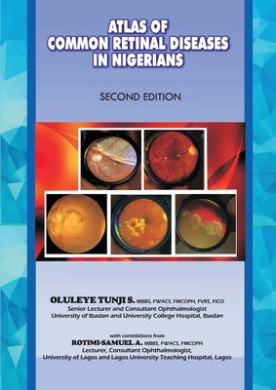 ATLAS OF
COMMON RETINAL DISEASES
IN NIGERIANS
SECOND EDITION
OLULEYE TUNJI S. MBBS, FWACS, FMCOPH, FVRS, FICO
Senior Lecturer and Consultant Ophthalmologist
University of Ibadan and University College Hospital, Ibadan
with contributions from
ROTIMI-SAMUEL A. MBBS, FWACS, FMCOPH
Lecturer, Consultant Ophthalmologist,
University of Lagos and Lagos University Teaching Hospital, Lagos